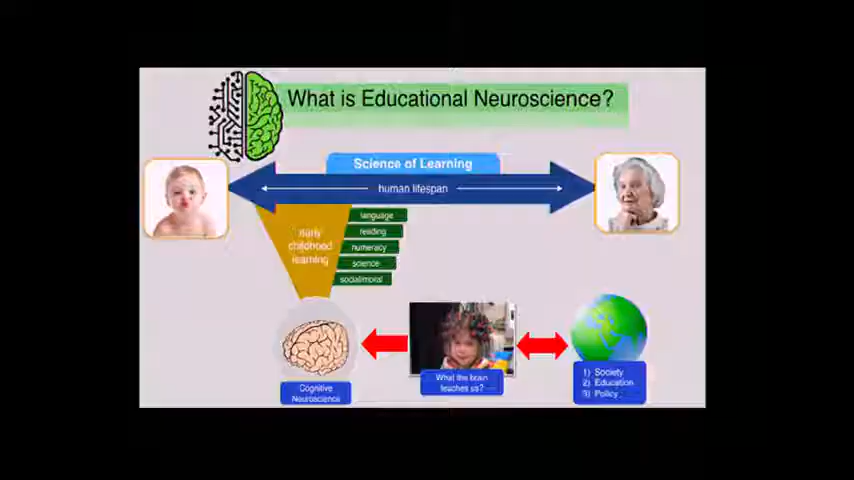 What is Educational Neuroscience?
Science of Learning
human lifespan
early
childhood
learning
language
reading
numeracy
science
social/moral
Cognitive
Neuroscience
What the brain
teaches us?
1) Society
2) Education
3) Policy